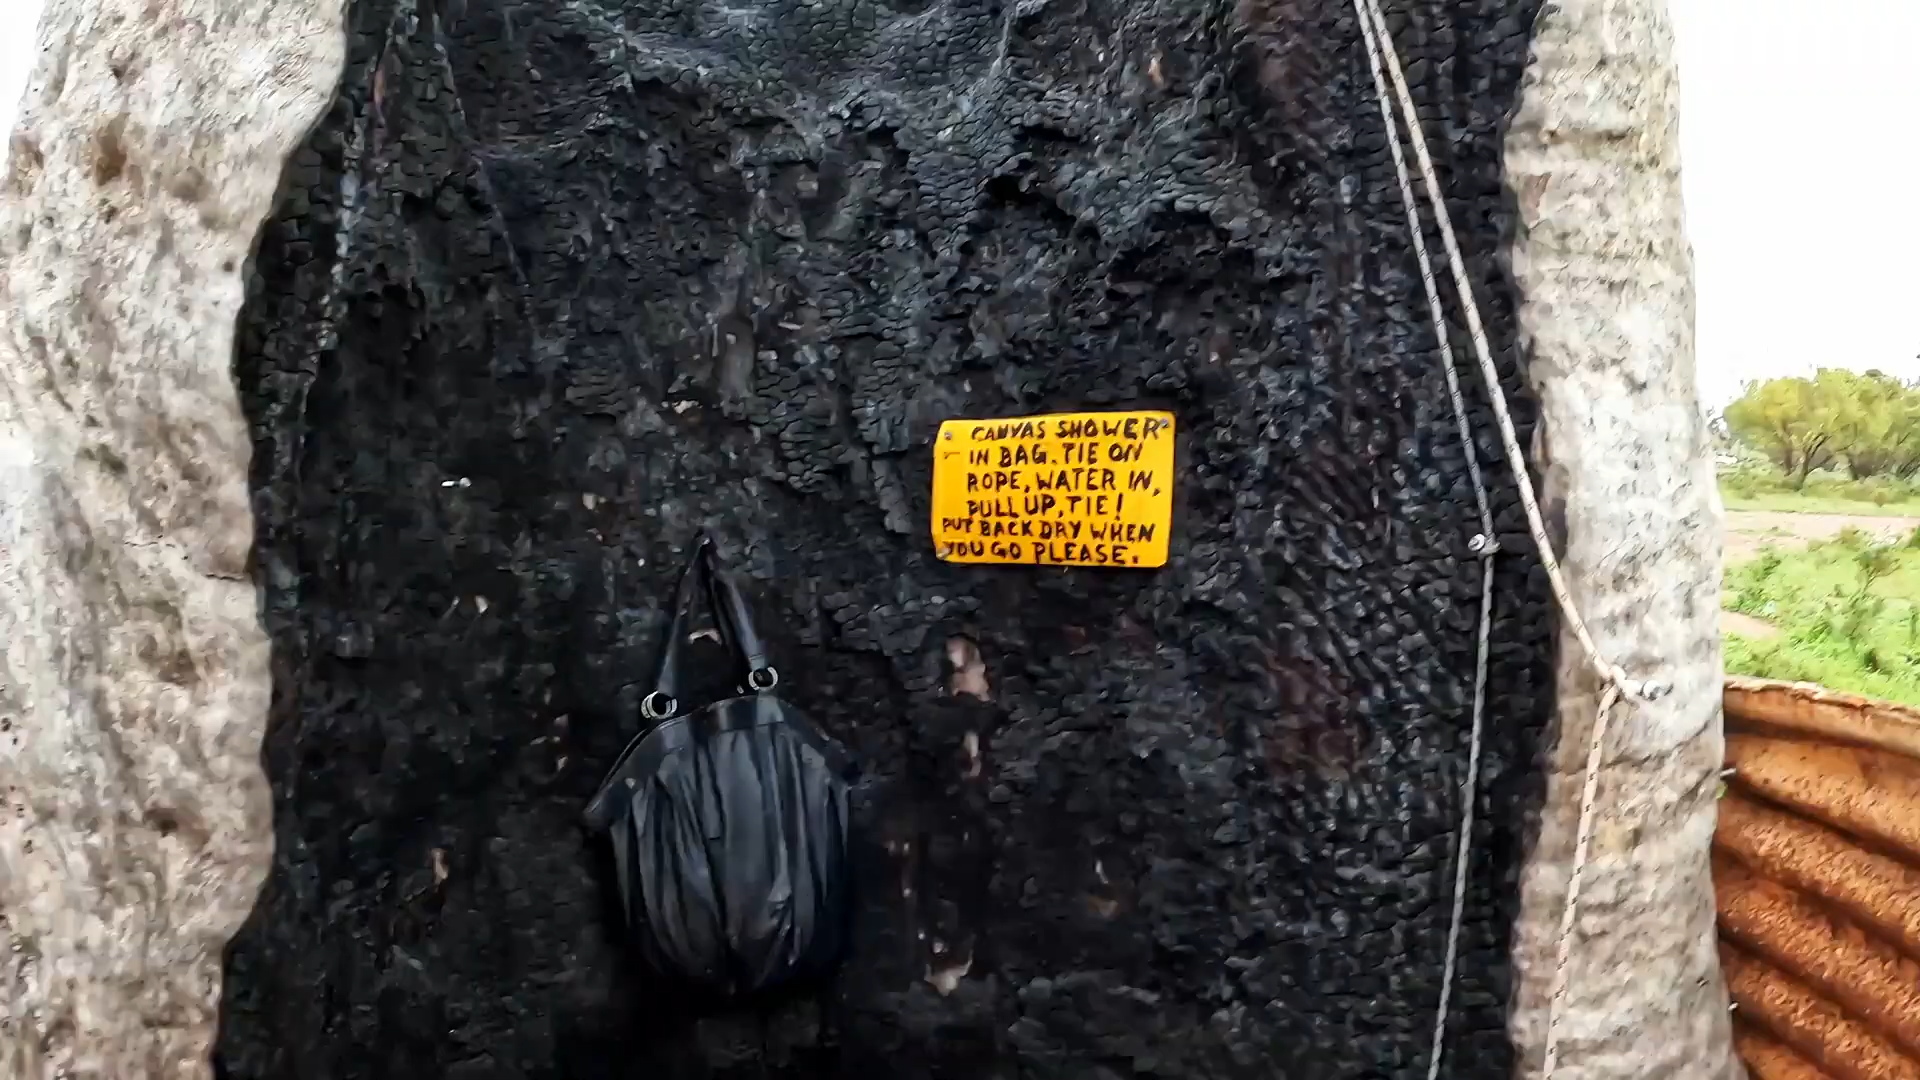 CANVAS SHOWER
IN BAG. TIE ON
ROPE, WATER IN,
PULL UP, TIE!
PUT BACK DRY WHEN
YOU GO PLEASE.